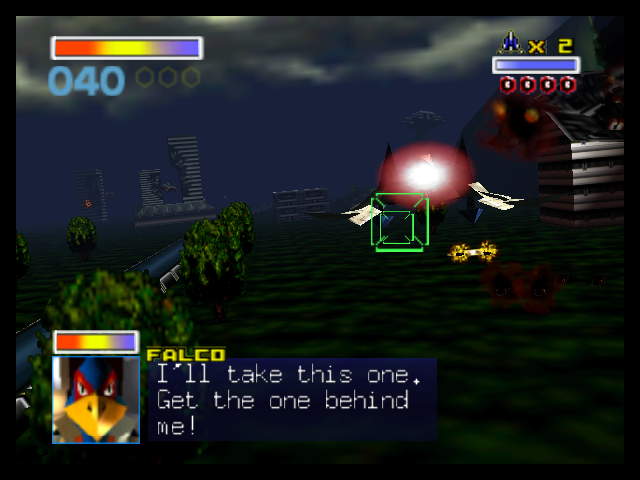 040
x 2
FALCO
I'll take this one.
Get the one behind
me!